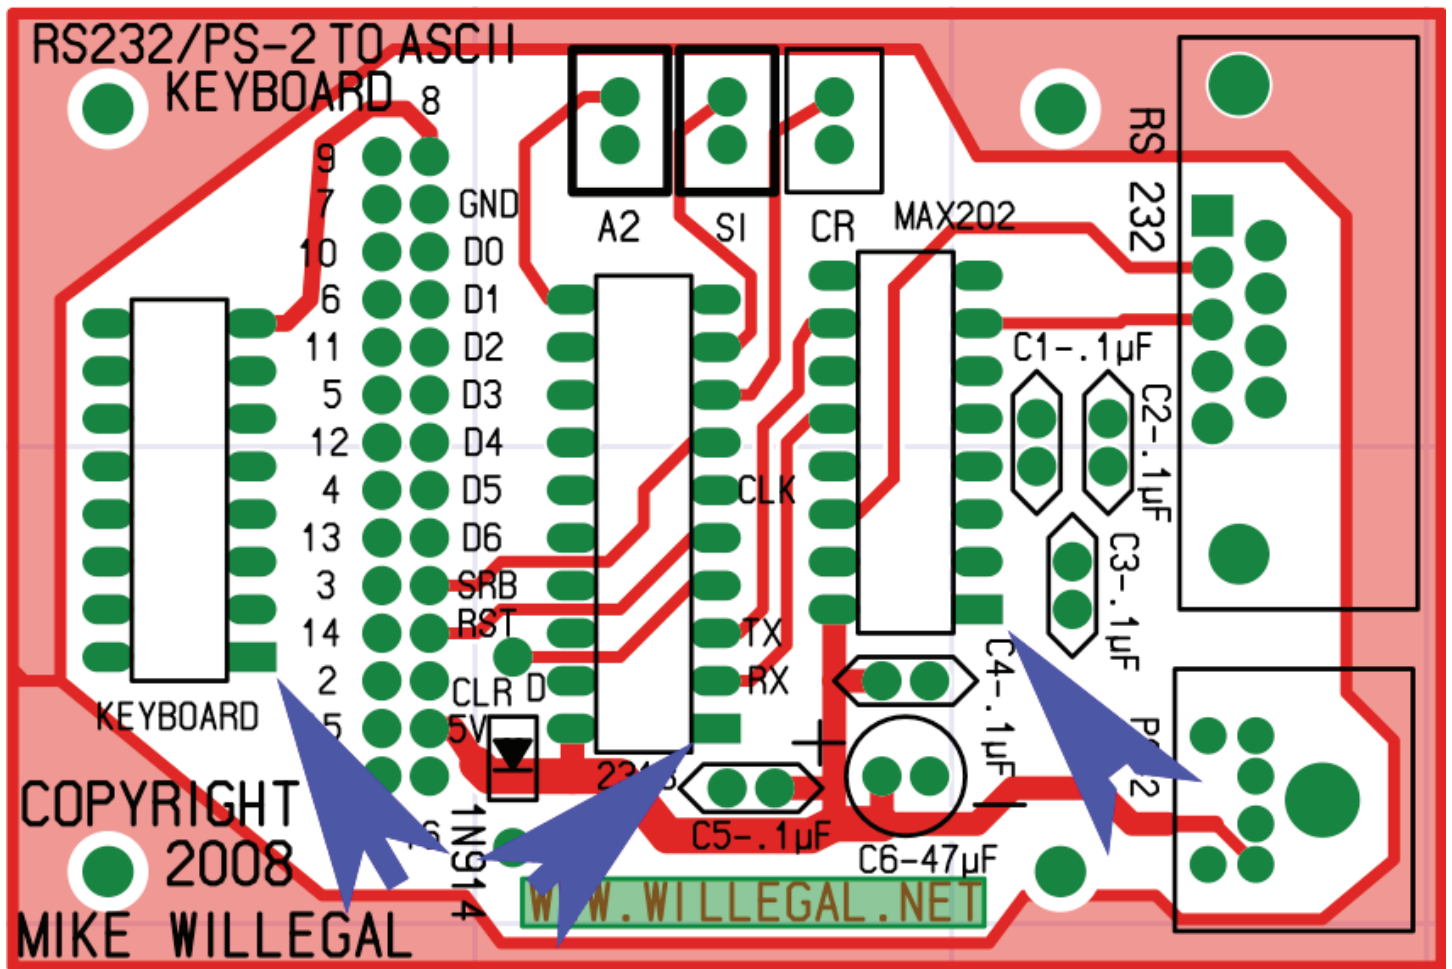 RS232/PS-2 TO ASCII
KEYBOARD
8
9
7 GND
10 D0
6 D1
11 D2
5 D3
12 D4
4 D5
13 D6
3 SRB
14 RST
2 CLR D
5V
A2
SI
CR
MAX202
CLK
TX
RX
RS 232
C1-.1µF
C2-.1µF
C3-.1µF
C4-.1µF
+
C5-.1µF
C6-47µF
1N914
KEYBOARD
COPYRIGHT
2008
MIKE WILLEGAL
WWW.WILLEGAL.NET